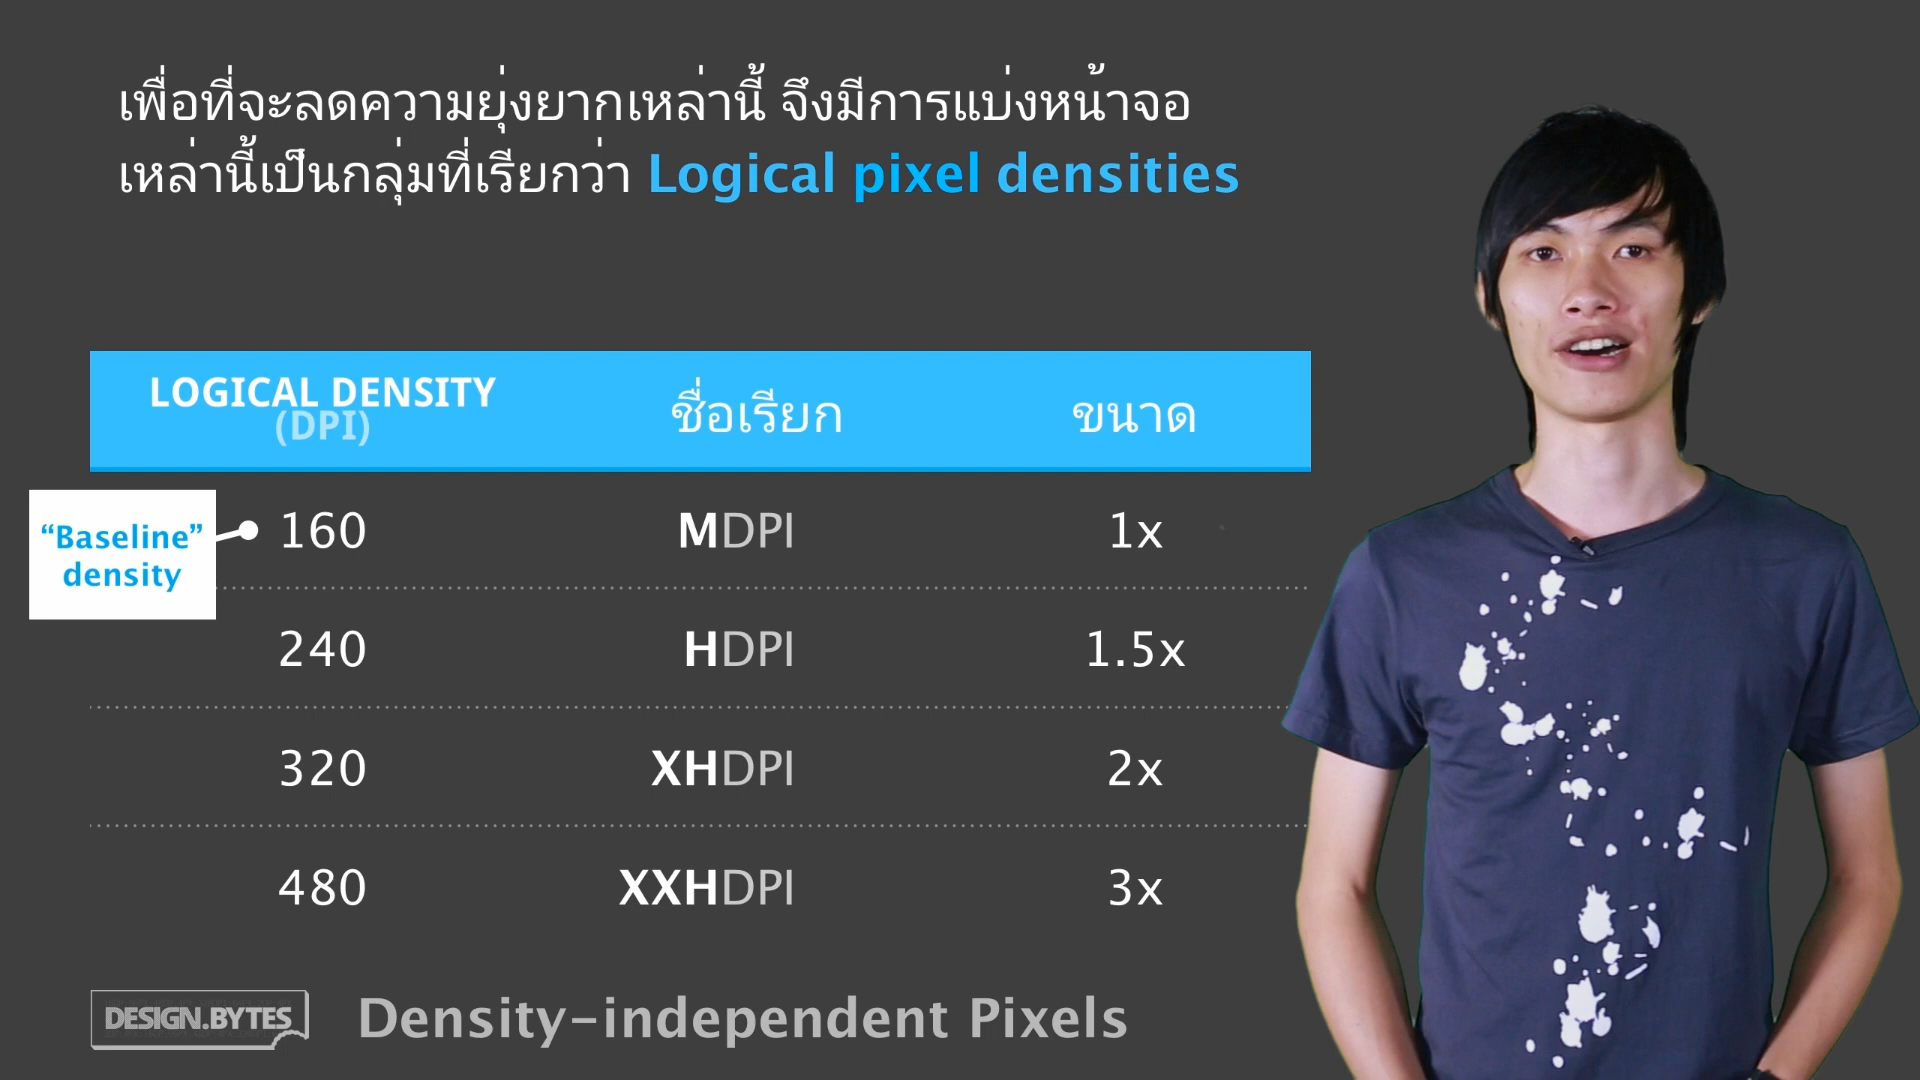 เพื่อที่จะลดความยุ่งยากเหล่านี้ จึงมีการแบ่งหน้าจอ
เหล่านี้เป็นกลุ่มที่เรียกว่า Logical pixel densities
LOGICAL DENSITY
(DPI)
ชื่อเรียก
ขนาด
“Baseline”
density
160 MDPI 1x
240 HDPI 1.5x
320 XHDPI 2x
480 XXHDPI 3x
DESIGN.BYTES
Density-independent Pixels